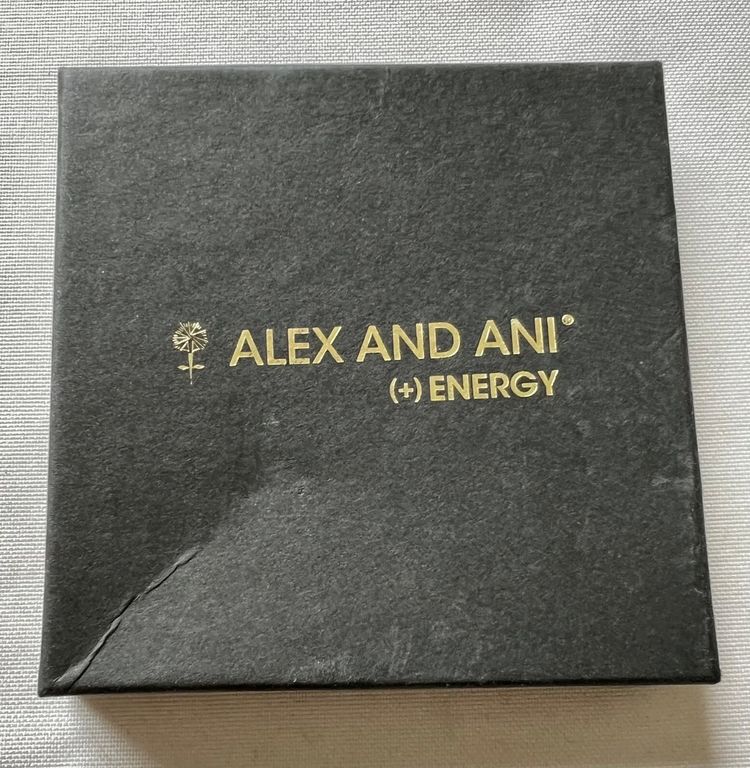 ALEX AND ANI®
(+) ENERGY